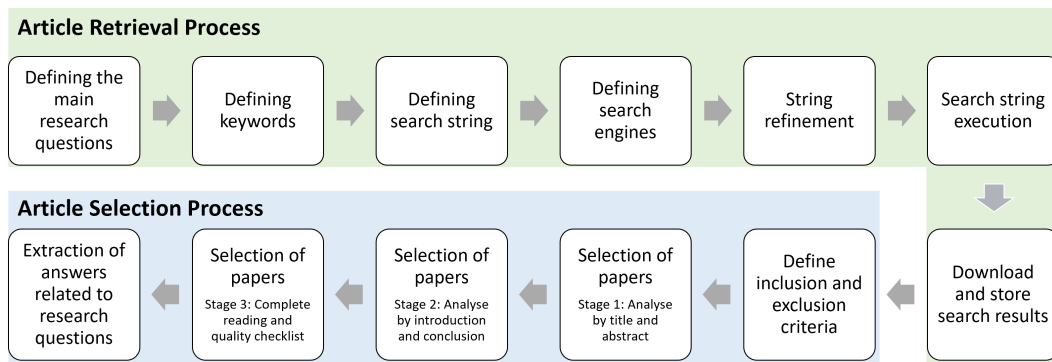 Article Retrieval Process
Defining the
main
research
questions
Defining
keywords
Defining
search string
Defining
search
engines
String
refinement
Search string
execution
Download
and store
search results
Article Selection Process
Define
inclusion and
exclusion
criteria
Selection of
papers
Stage 1: Analyse
by title and
abstract
Selection of
papers
Stage 2: Analyse
by introduction
and conclusion
Selection of
papers
Stage 3: Complete
reading and
quality checklist
Extraction of
answers
related to
research
questions